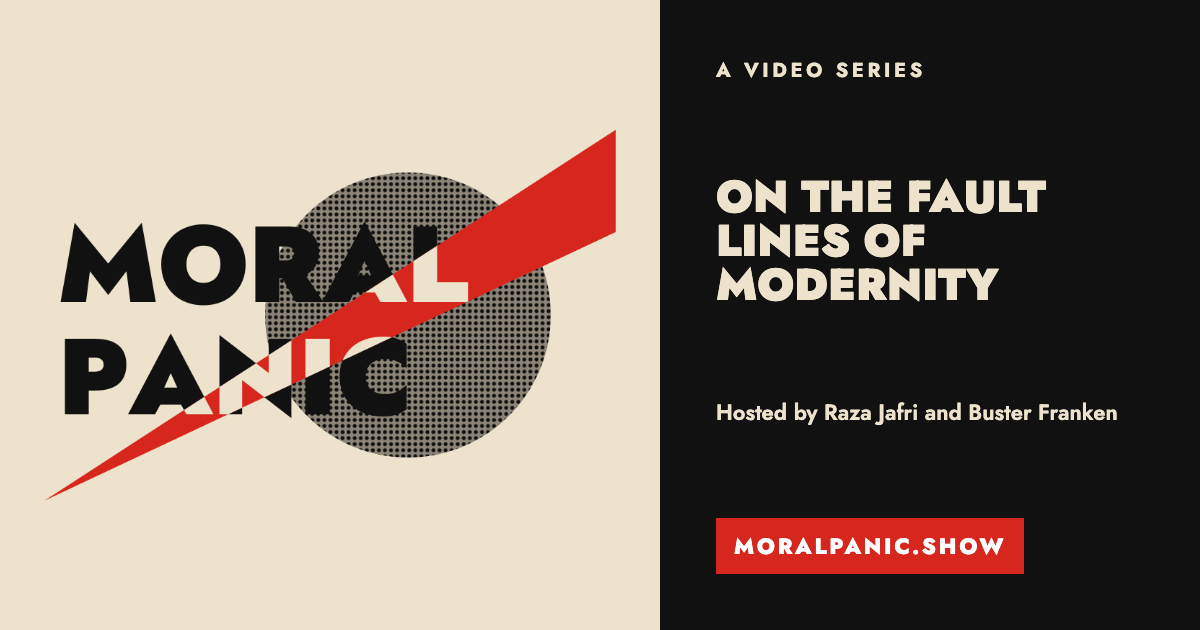 MORAL
PANIC
A VIDEO SERIES
ON THE FAULT
LINES OF
MODERNITY
Hosted by Raza Jafri and Buster Franken
MORALPANIC.SHOW